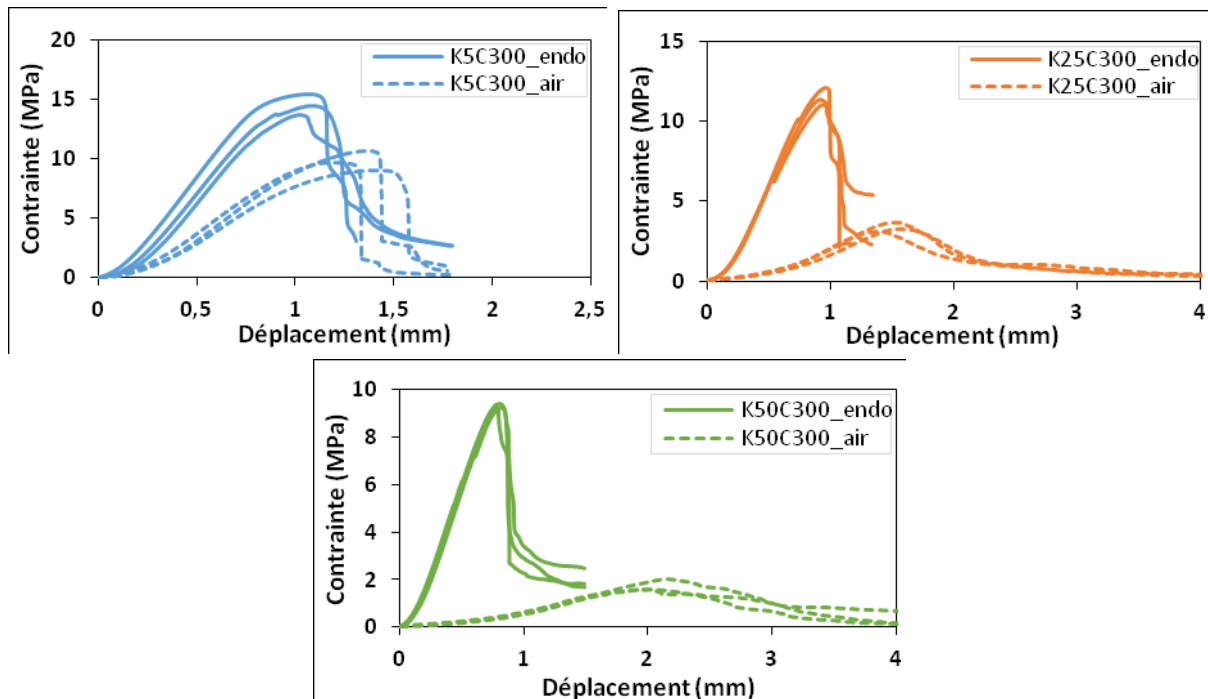 20
15
10
5
0
Contrainte (MPa)
K5C300_endo
K5C300_air
0 0,5 1 1,5 2 2,5
Déplacement (mm)
15
10
5
0
Contrainte (MPa)
K25C300_endo
K25C300_air
0 1 2 3 4
Déplacement (mm)
10
8
6
4
2
0
Contrainte (MPa)
K50C300_endo
K50C300_air
0 1 2 3 4
Déplacement (mm)